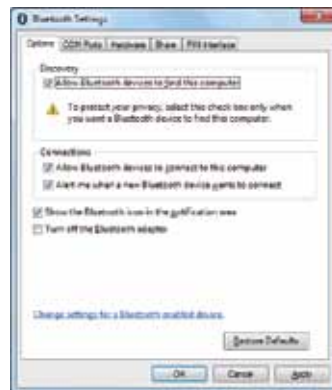 Bluetooth Settings
Options COM Ports Hardware Share PIM Interface
Discovery
Allow Bluetooth devices to find this computer
To protect your privacy, select this check box only when
you want a Bluetooth device to find this computer.
Connections
Allow Bluetooth devices to connect to this computer
Alert me when a new Bluetooth device wants to connect
Show the Bluetooth icon in the notification area
Turn off the Bluetooth adapter
Change settings for a Bluetooth enabled device.
Restore Defaults
OK Cancel Apply